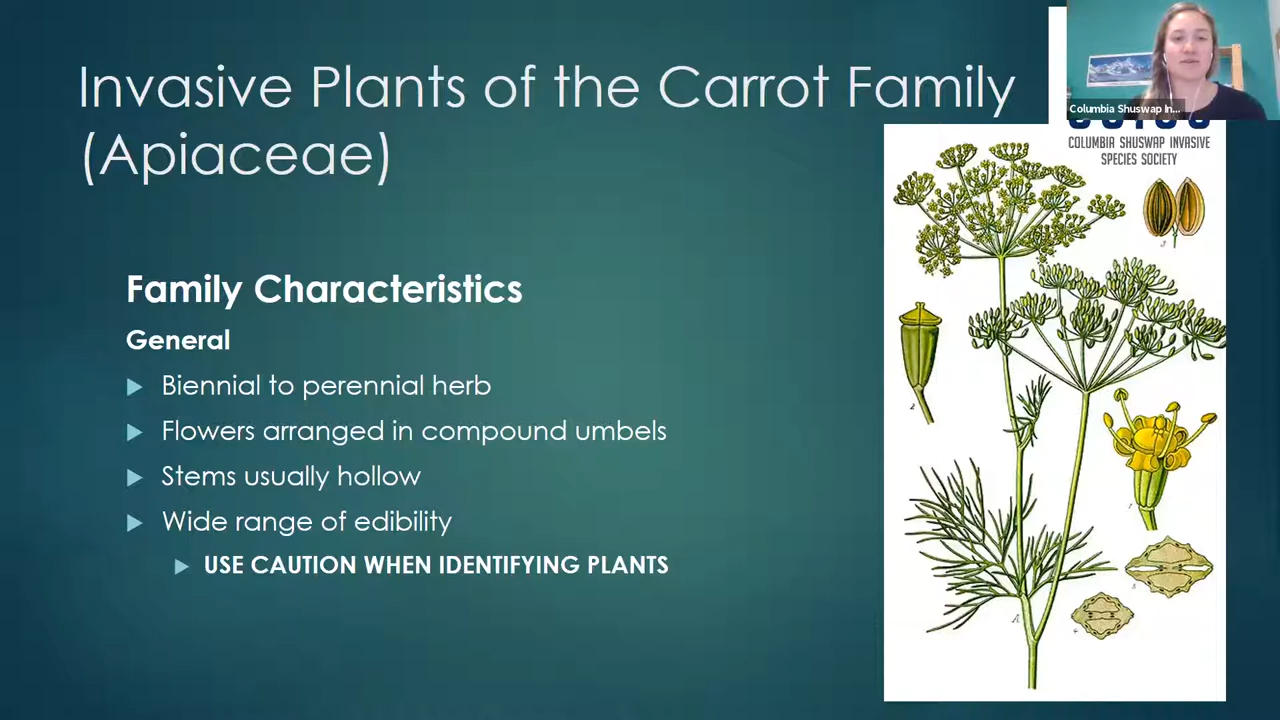 Invasive Plants of the Carrot Family
(Apiaceae)
Columbia Shuswap In...
COLUMBIA SHUSWAP INVASIVE
SPECIES SOCIETY
Family Characteristics
General
Biennial to perennial herb
Flowers arranged in compound umbels
Stems usually hollow
Wide range of edibility
USE CAUTION WHEN IDENTIFYING PLANTS